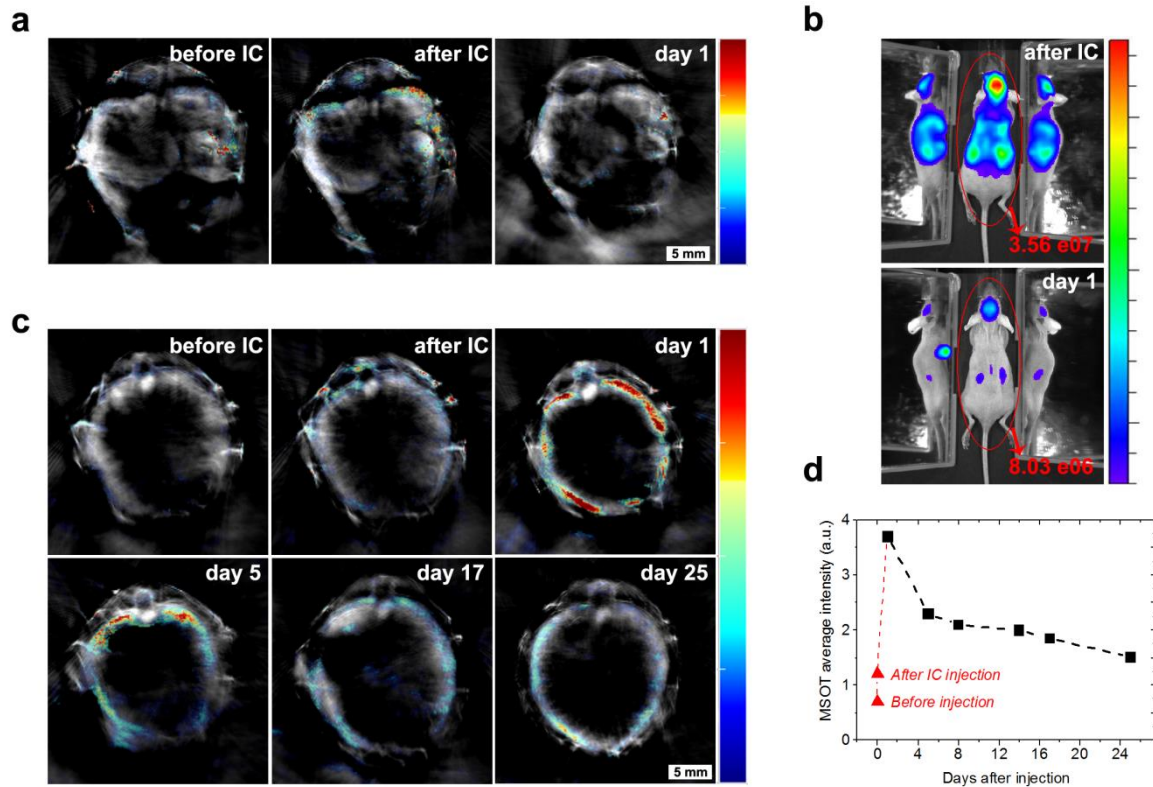 a
before IC
after IC
day 1
5 mm
b
after IC
3.56 e07
day 1
8.03 e06
c
before IC
after IC
day 1
day 5
day 17
day 25
5 mm
d
4
3
2
1
0
MSOT average intensity (a.u.)
After IC injection
Before injection
0 4 8 12 16 20 24
Days after injection